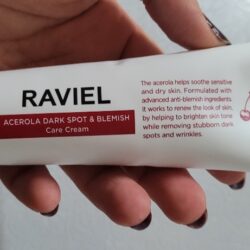 RAVIEL
ACEROLA DARK SPOT & BLEMISH
Care Cream
The acerola helps soothe sensitive
and dry skin. Formulated with
advanced anti-blemish ingredients.
It works to renew the look of skin,
by helping to brighten skin tone
while removing stubborn dark
spots and wrinkles.